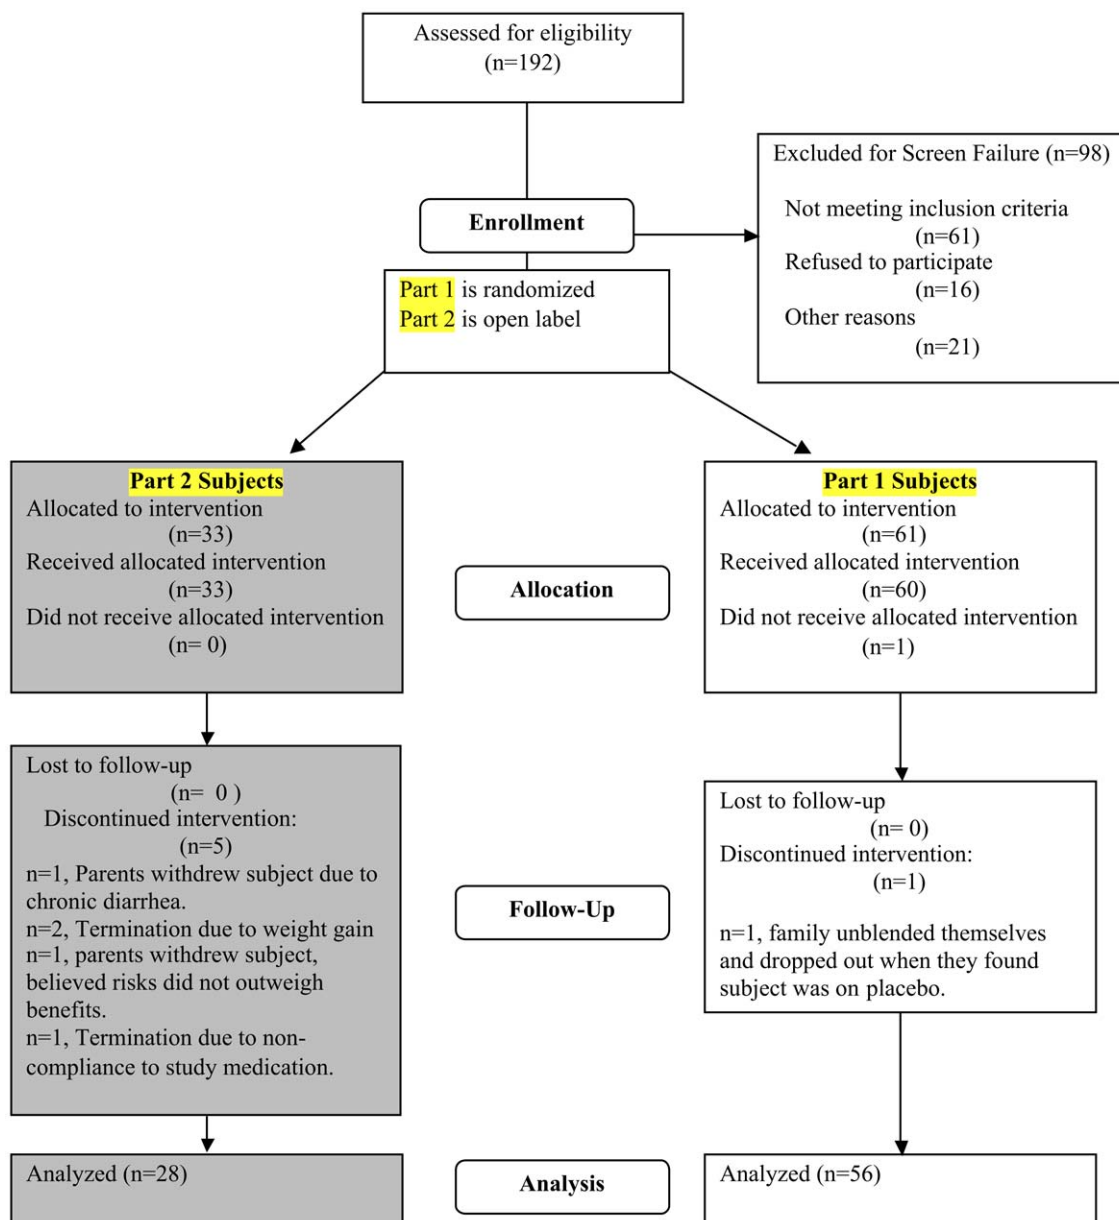 Assessed for eligibility
(n=192)
Excluded for Screen Failure (n=98)
Not meeting inclusion criteria
(n=61)
Refused to participate
(n=16)
Other reasons
(n=21)
Enrollment
Part 1 is randomized
Part 2 is open label
Part 2 Subjects
Allocated to intervention
(n=33)
Received allocated intervention
(n=33)
Did not receive allocated intervention
(n= 0)
Allocation
Part 1 Subjects
Allocated to intervention
(n=61)
Received allocated intervention
(n=60)
Did not receive allocated intervention
(n=1)
Lost to follow-up
(n=  0 )
Discontinued intervention:
(n=5)
n=1, Parents withdrew subject due to
chronic diarrhea.
n=2, Termination due to weight gain
n=1, parents withdrew subject,
believed risks did not outweigh
benefits.
n=1, Termination due to non-
compliance to study medication.
Follow-Up
Lost to follow-up
(n= 0)
Discontinued intervention:
(n=1)
n=1, family unblended themselves
and dropped out when they found
subject was on placebo.
Analyzed (n=28)
Analysis
Analyzed (n=56)